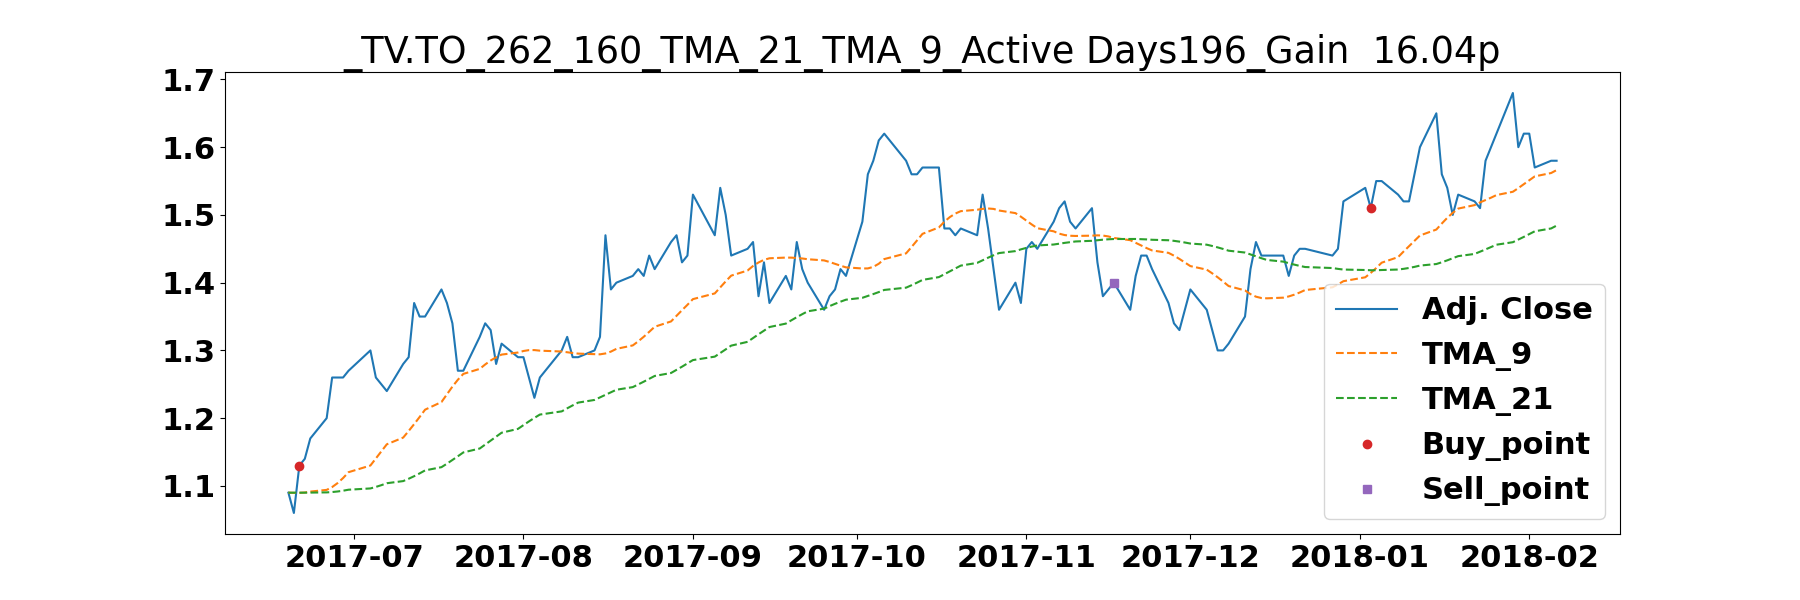 _TV.TO_262_160_TMA_21_TMA_9_Active Days196_Gain  16.04p
1.7
1.6
1.5
1.4
1.3
1.2
1.1
Adj. Close
TMA_9
TMA_21
Buy_point
Sell_point
2017-07 2017-08 2017-09 2017-10 2017-11 2017-12 2018-01 2018-02